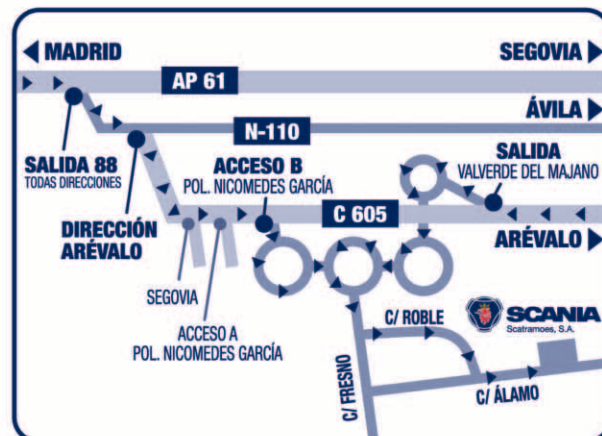 MADRID
SEGOVIA
AP 61
ÁVILA
N-110
SALIDA 88
TODAS DIRECCIONES
ACCESO B
POL. NICOMEDES GARCÍA
SALIDA
VALVERDE DEL MAJANO
DIRECCIÓN
ARÉVALO
C 605
ARÉVALO
SEGOVIA
ACCESO A
POL. NICOMEDES GARCÍA
C/ ROBLE
SCANIA
Scatramoes, S.A.
C/ FRESNO
C/ ÁLAMO